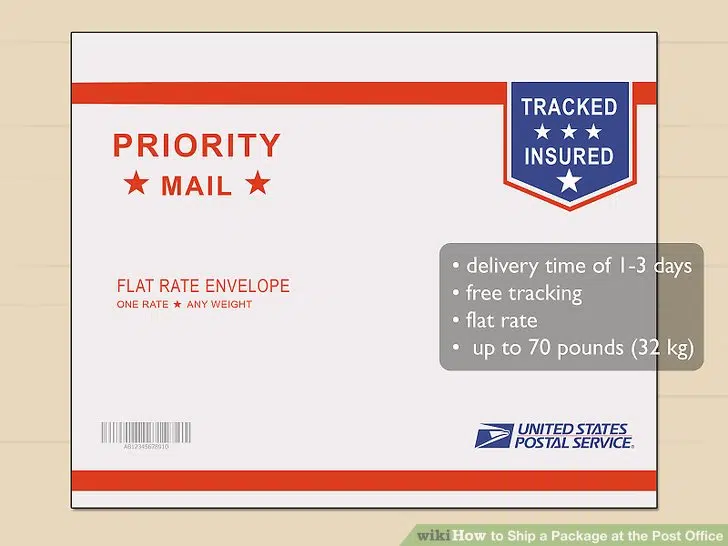 TRACKED
INSURED
PRIORITY
MAIL
FLAT RATE ENVELOPE
ONE RATE ★ ANY WEIGHT
• delivery time of 1-3 days
• free tracking
• flat rate
• up to 70 pounds (32 kg)
AB12345678910
UNITED STATES
POSTAL SERVICE®
wikiHow to Ship a Package at the Post Office